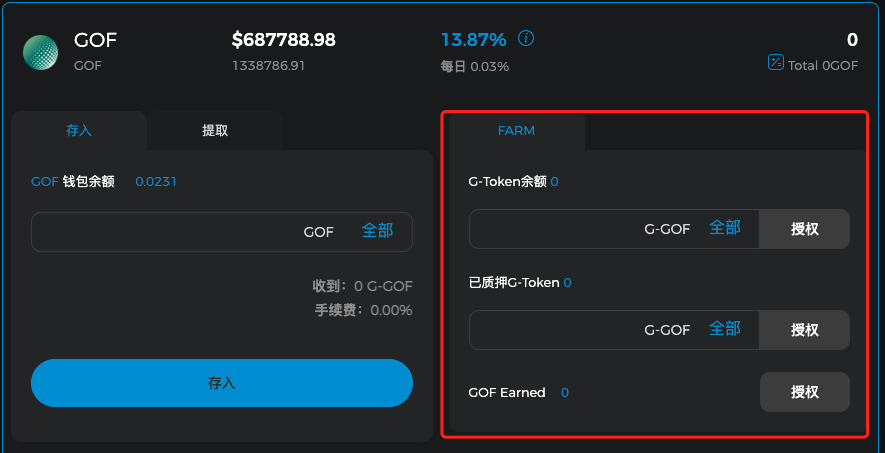 GOF $687788.98 13.87% 0
GOF 1338786.91 每日 0.03% Total 0GOF
存入 提取
GOF 钱包余额 0.0231
GOF 全部
收到：0 G-GOF
手续费：0.00%
存入
FARM
G-Token余额 0
G-GOF 全部 授权
已质押G-Token 0
G-GOF 全部 授权
GOF Earned 0 授权